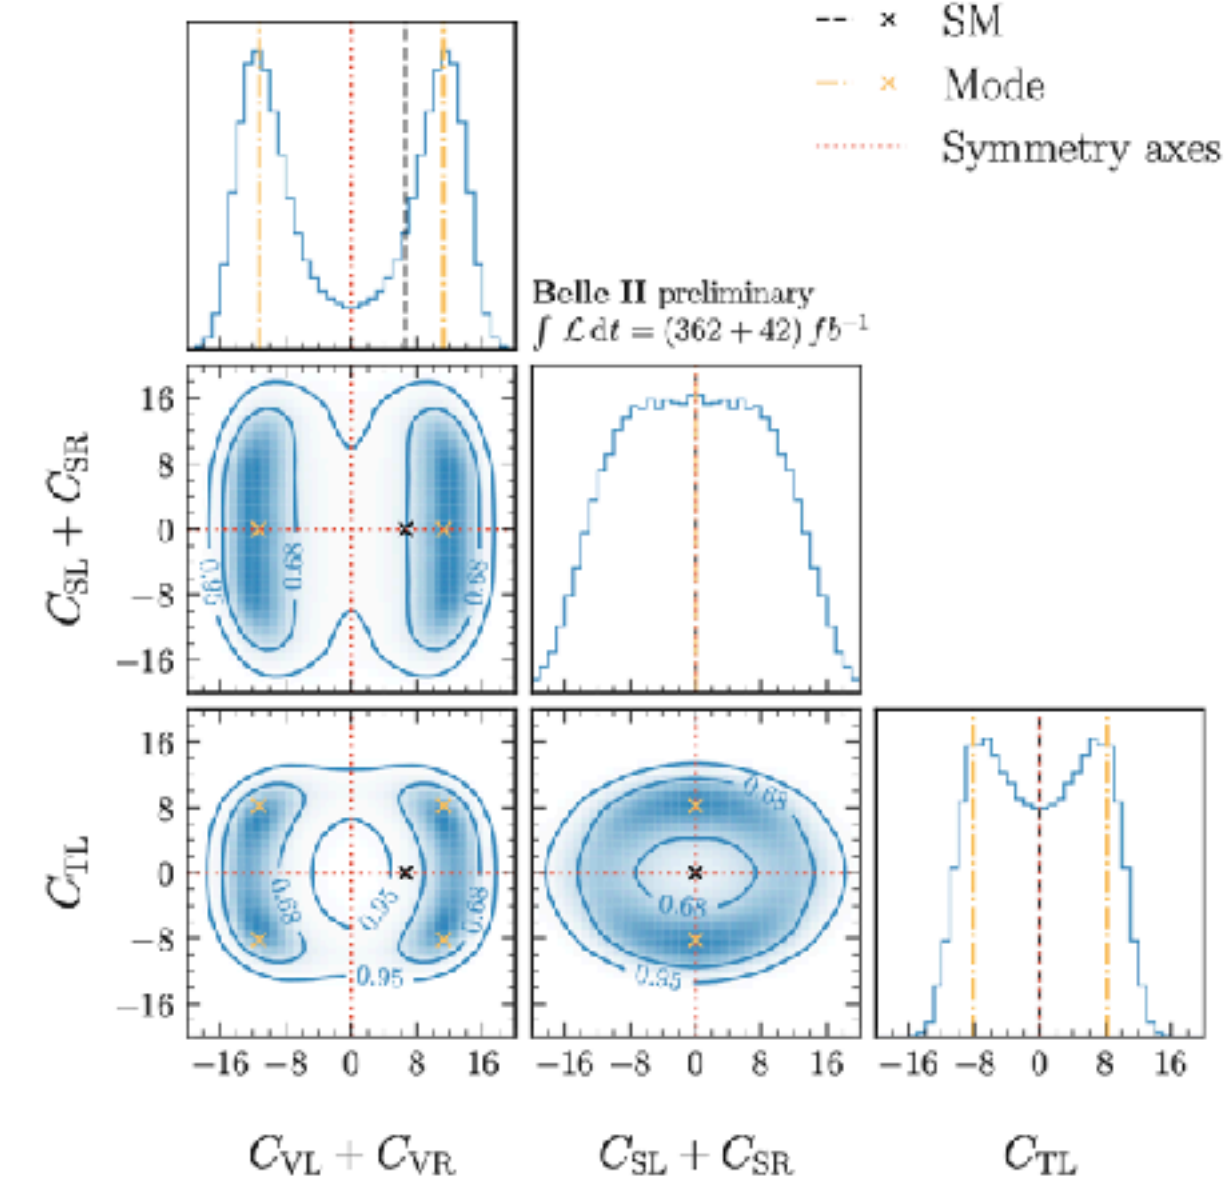 SM
Mode
Symmetry axes
Belle II preliminary
∫ ℒ dt = (362 + 42) fb⁻¹
C_SL + C_SR
16
8
0
−8
−16
0.95
0.68
0.68
C_TL
16
8
0
−8
−16
0.68
0.95
0.68
0.95
0.68
0.68
0.95
−16 −8 0 8 16
−16 −8 0 8 16
−16 −8 0 8 16
C_VL + C_VR
C_SL + C_SR
C_TL